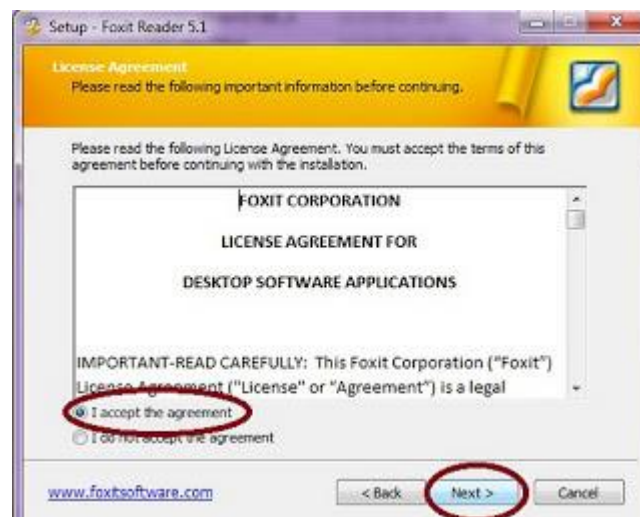 Setup - Foxit Reader 5.1
License Agreement
Please read the following important information before continuing.
Please read the following License Agreement. You must accept the terms of this
agreement before continuing with the installation.
FOXIT CORPORATION
LICENSE AGREEMENT FOR
DESKTOP SOFTWARE APPLICATIONS
IMPORTANT-READ CAREFULLY: This Foxit Corporation ("Foxit")
License Agreement ("License" or "Agreement") is a legal
I accept the agreement
I do not accept the agreement
www.foxitsoftware.com
< Back
Next >
Cancel